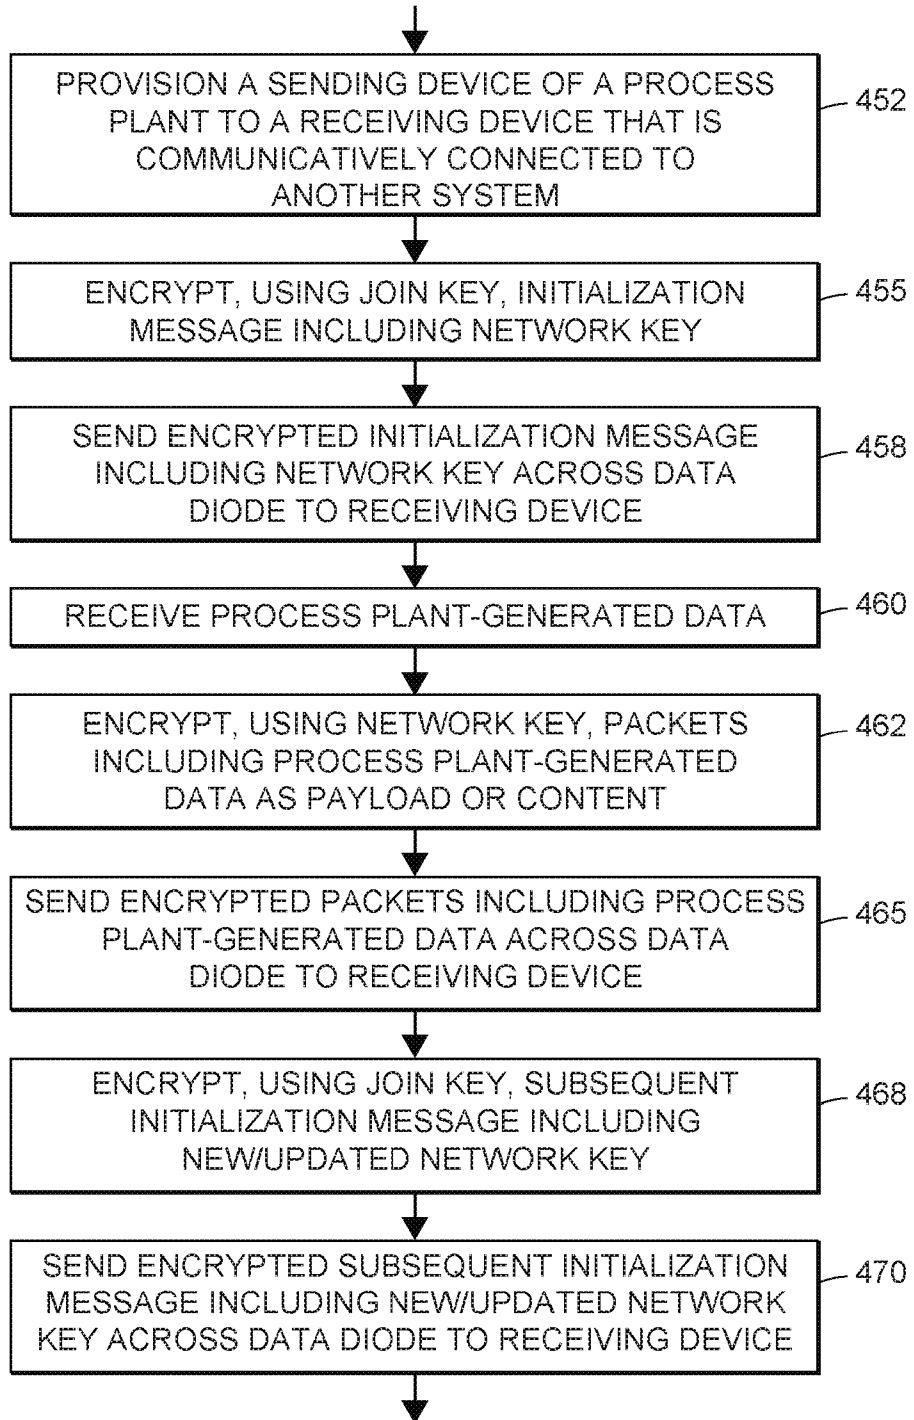 PROVISION A SENDING DEVICE OF A PROCESS
PLANT TO A RECEIVING DEVICE THAT IS
COMMUNICATIVELY CONNECTED TO
ANOTHER SYSTEM
452
ENCRYPT, USING JOIN KEY, INITIALIZATION
MESSAGE INCLUDING NETWORK KEY
455
SEND ENCRYPTED INITIALIZATION MESSAGE
INCLUDING NETWORK KEY ACROSS DATA
DIODE TO RECEIVING DEVICE
458
RECEIVE PROCESS PLANT-GENERATED DATA
460
ENCRYPT, USING NETWORK KEY, PACKETS
INCLUDING PROCESS PLANT-GENERATED
DATA AS PAYLOAD OR CONTENT
462
SEND ENCRYPTED PACKETS INCLUDING PROCESS
PLANT-GENERATED DATA ACROSS DATA
DIODE TO RECEIVING DEVICE
465
ENCRYPT, USING JOIN KEY, SUBSEQUENT
INITIALIZATION MESSAGE INCLUDING
NEW/UPDATED NETWORK KEY
468
SEND ENCRYPTED SUBSEQUENT INITIALIZATION
MESSAGE INCLUDING NEW/UPDATED NETWORK
KEY ACROSS DATA DIODE TO RECEIVING DEVICE
470